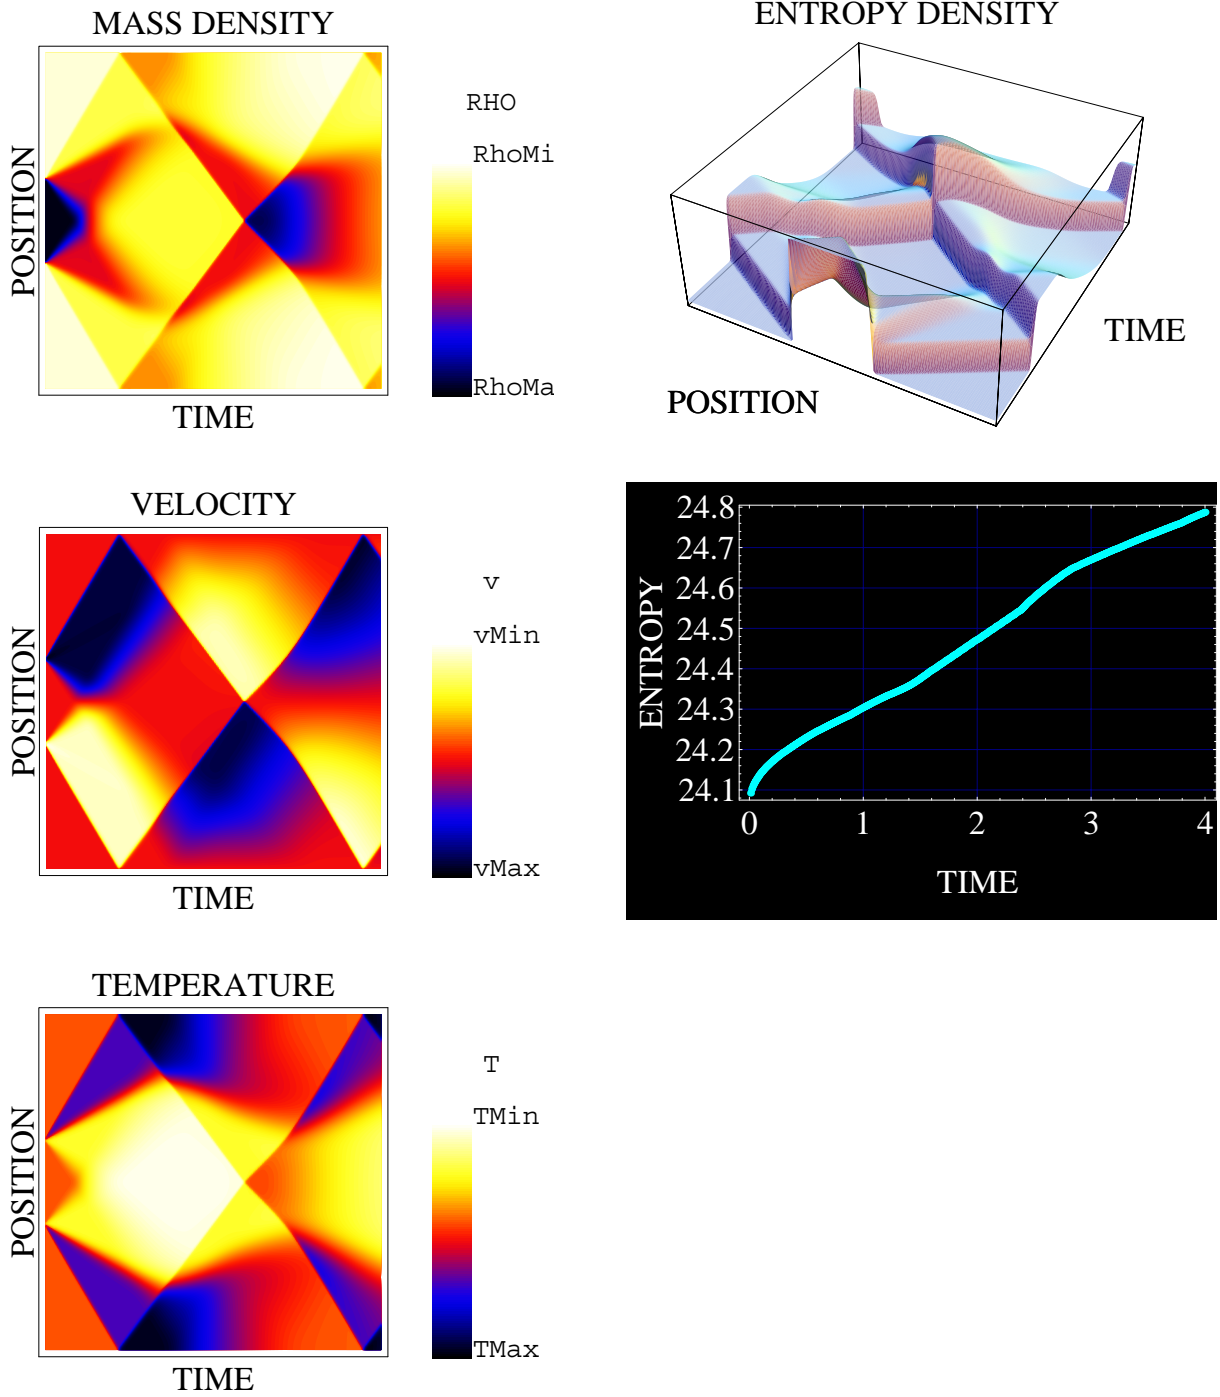 MASS DENSITY
POSITION
TIME
RHO
RhoMi
RhoMa
ENTROPY DENSITY
TIME
POSITION
VELOCITY
POSITION
TIME
v
vMin
vMax
24.8
24.7
24.6
24.5
24.4
24.3
24.2
24.1
ENTROPY
0 1 2 3 4
TIME
TEMPERATURE
POSITION
TIME
T
TMin
TMax